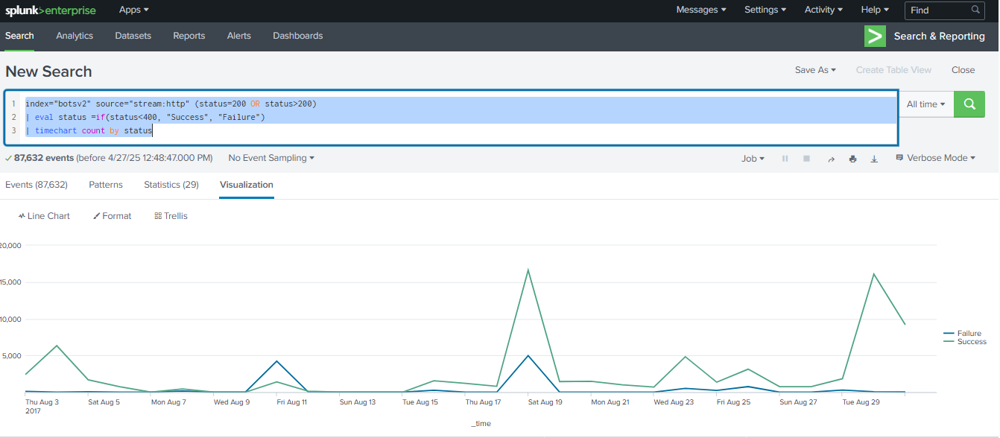 splunk>enterprise Apps Messages Settings Activity Help Find
Search Analytics Datasets Reports Alerts Dashboards Search & Reporting
New Search Save As Create Table View Close
1 index="botsv2" source="stream:http" (status=200 OR status>200)
2 | eval status =if(status<400, "Success", "Failure")
3 | timechart count by status
All time
87,632 events (before 4/27/25 12:48:47.000 PM) No Event Sampling Job Verbose Mode
Events (87,632) Patterns Statistics (29) Visualization
Line Chart Format Trellis
20,000
15,000
10,000
5,000
Failure
Success
Thu Aug 3 Sat Aug 5 Mon Aug 7 Wed Aug 9 Fri Aug 11 Sun Aug 13 Tue Aug 15 Thu Aug 17 Sat Aug 19 Mon Aug 21 Wed Aug 23 Fri Aug 25 Sun Aug 27 Tue Aug 29
2017
_time